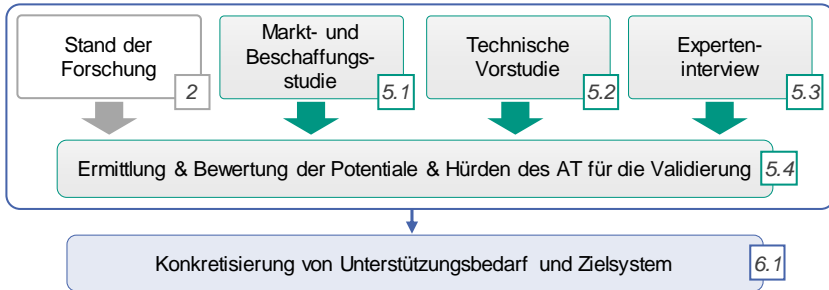 Stand der
Forschung
2
Markt- und
Beschaffungs-
studie
5.1
Technische
Vorstudie
5.2
Experten-
interview
5.3
Ermittlung & Bewertung der Potentiale & Hürden des AT für die Validierung
5.4
Konkretisierung von Unterstützungsbedarf und Zielsystem
6.1